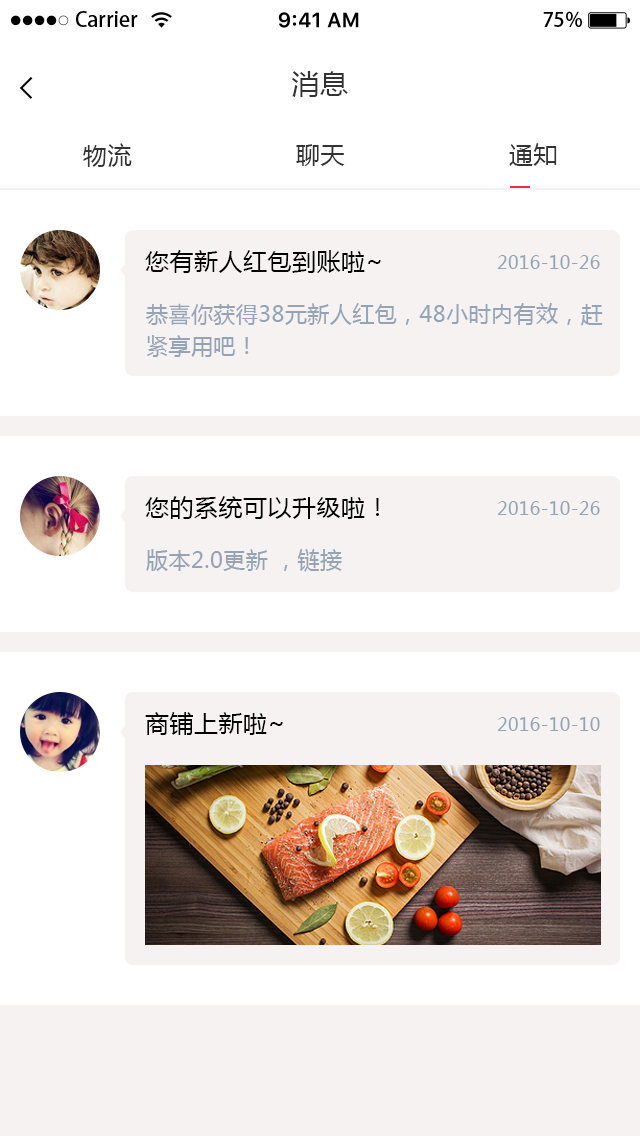 Carrier 9:41 AM 75%
消息
物流 聊天 通知
您有新人红包到账啦~ 2016-10-26
恭喜你获得38元新人红包，48小时内有效，赶
紧享用吧！
您的系统可以升级啦！ 2016-10-26
版本2.0更新 ，链接
商铺上新啦~ 2016-10-10